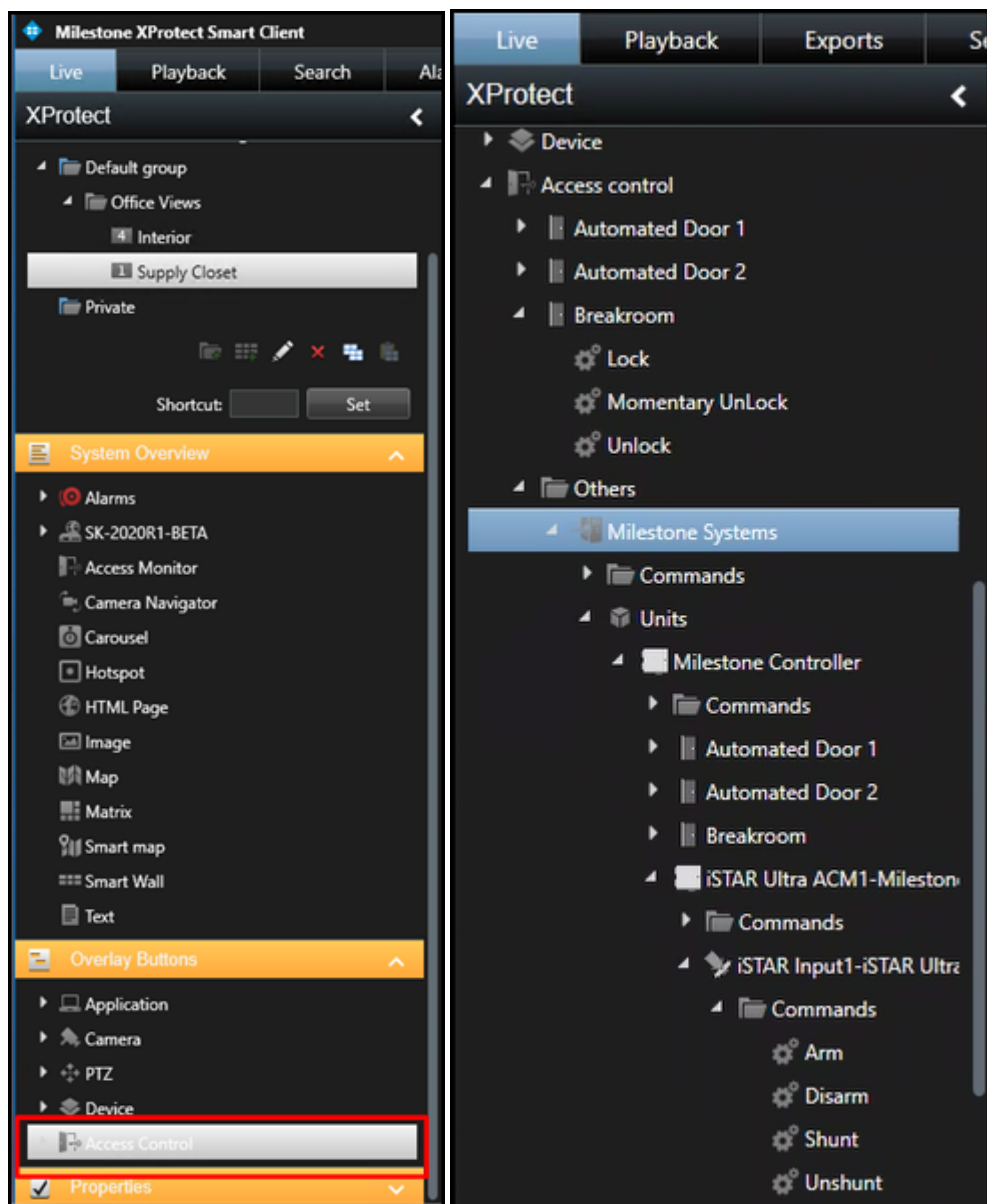 Milestone XProtect Smart Client
Live Playback Search Ala
XProtect
Default group
Office Views
4 Interior
1 Supply Closet
Private
Shortcut: Set
System Overview
Alarms
SK-2020R1-BETA
Access Monitor
Camera Navigator
Carousel
Hotspot
HTML Page
Image
Map
Matrix
Smart map
Smart Wall
Text
Overlay Buttons
Application
Camera
PTZ
Device
Access Control
Properties
Live Playback Exports Se
XProtect
Device
Access control
Automated Door 1
Automated Door 2
Breakroom
Lock
Momentary UnLock
Unlock
Others
Milestone Systems
Commands
Units
Milestone Controller
Commands
Automated Door 1
Automated Door 2
Breakroom
iSTAR Ultra ACM1-Mileston
Commands
iSTAR Input1-iSTAR Ultra
Commands
Arm
Disarm
Shunt
Unshunt